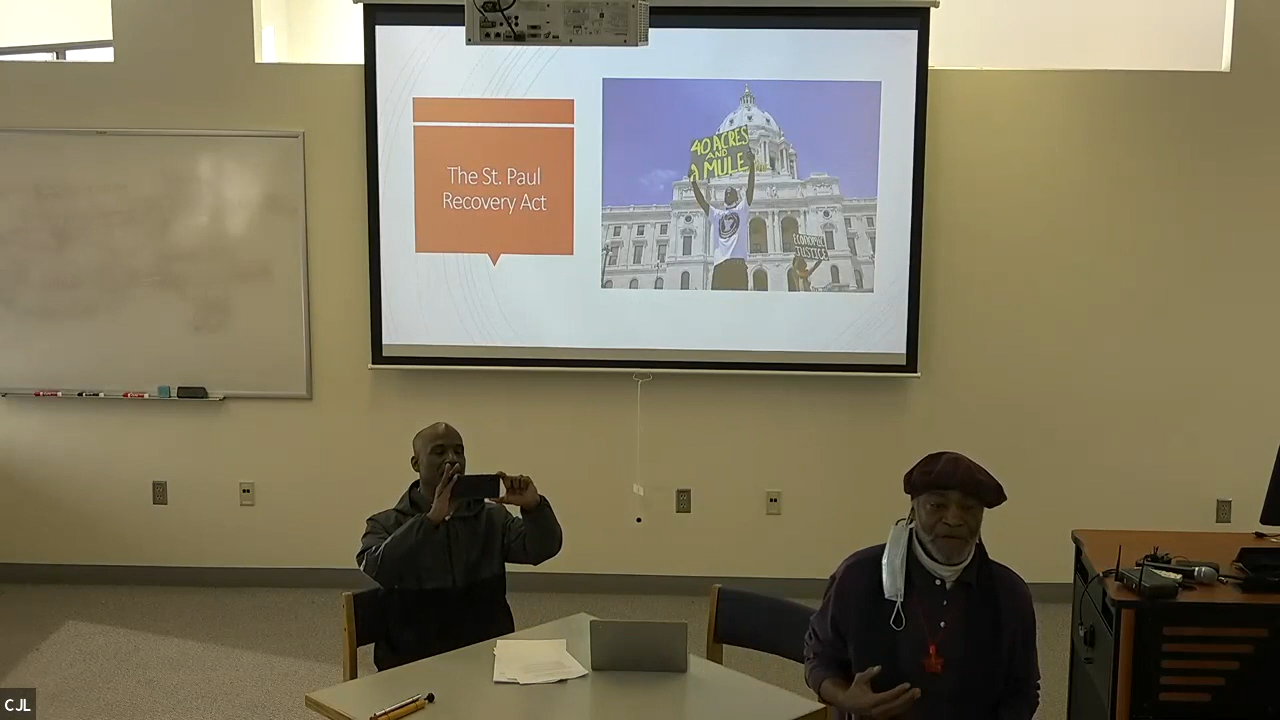 The St. Paul
Recovery Act
40 ACRES
AND
A MULE
ECONOMIC
JUSTICE
CJL